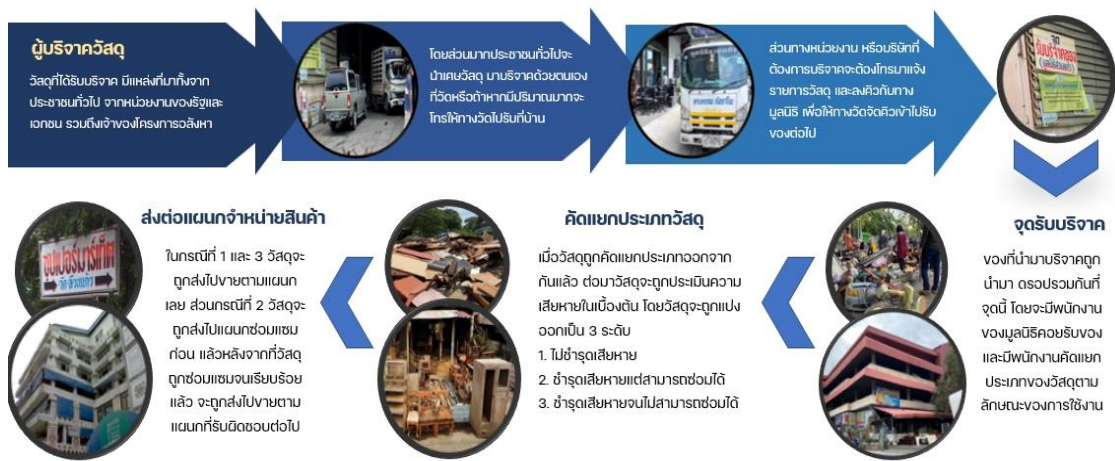 ผู้บริจาควัสดุ
วัสดุที่ได้รับบริจาค มีแหล่งที่มาทั้งจาก
ประชาชนทั่วไป จากหน่วยงานของรัฐและ
เอกชน รวมถึงเจ้าของโครงการอสังหา
โดยส่วนมากประชาชนทั่วไปจะ
นำเศษวัสดุ มาบริจาคด้วยตนเอง
ที่วัดหรือถ้าหากมีปริมาณมากจะ
โทรให้ทางวัดไปรับที่บ้าน
ส่วนทางหน่วยงาน หรือบริษัทที่
ต้องการบริจาคจะต้องโทรมาแจ้ง
รายการวัสดุ และลงคิวกับทาง
มูลนิธิ เพื่อให้ทางวัดจัดคิวเข้าไปรับ
ของต่อไป
จุด
รับบริจาคของ
จุดรับบริจาค
ของที่นำมาบริจาคถูก
นำมา ดรอปรวมกันที่
จุดนี้ โดยจะมีพนักงาน
ของมูลนิธิคอยรับของ
และมีพนักงานคัดแยก
ประเภทของวัสดุตาม
ลักษณะของการใช้งาน
คัดแยกประเภทวัสดุ
เมื่อวัสดุถูกคัดแยกประเภทออกจาก
กันแล้ว ต่อมาวัสดุจะถูกประเมินความ
เสียหายในเบื้องต้น โดยวัสดุจะถูกแบ่ง
ออกเป็น 3 ระดับ
1. ไม่ชำรุดเสียหาย
2. ชำรุดเสียหายแต่สามารถซ่อมได้
3. ชำรุดเสียหายจนไม่สามารถซ่อมได้
ส่งต่อแผนกจำหน่ายสินค้า
ในกรณีที่ 1 และ 3 วัสดุจะ
ถูกส่งไปขายตามแผนก
เลย ส่วนกรณีที่ 2 วัสดุจะ
ถูกส่งไปแผนกซ่อมแซม
ก่อน แล้วหลังจากที่วัสดุ
ถูกซ่อมแซมจนเรียบร้อย
แล้ว จะถูกส่งไปขายตาม
แผนกที่รับผิดชอบต่อไป
ซุปเปอร์มาร์เก็ต
วัดสวนแก้ว